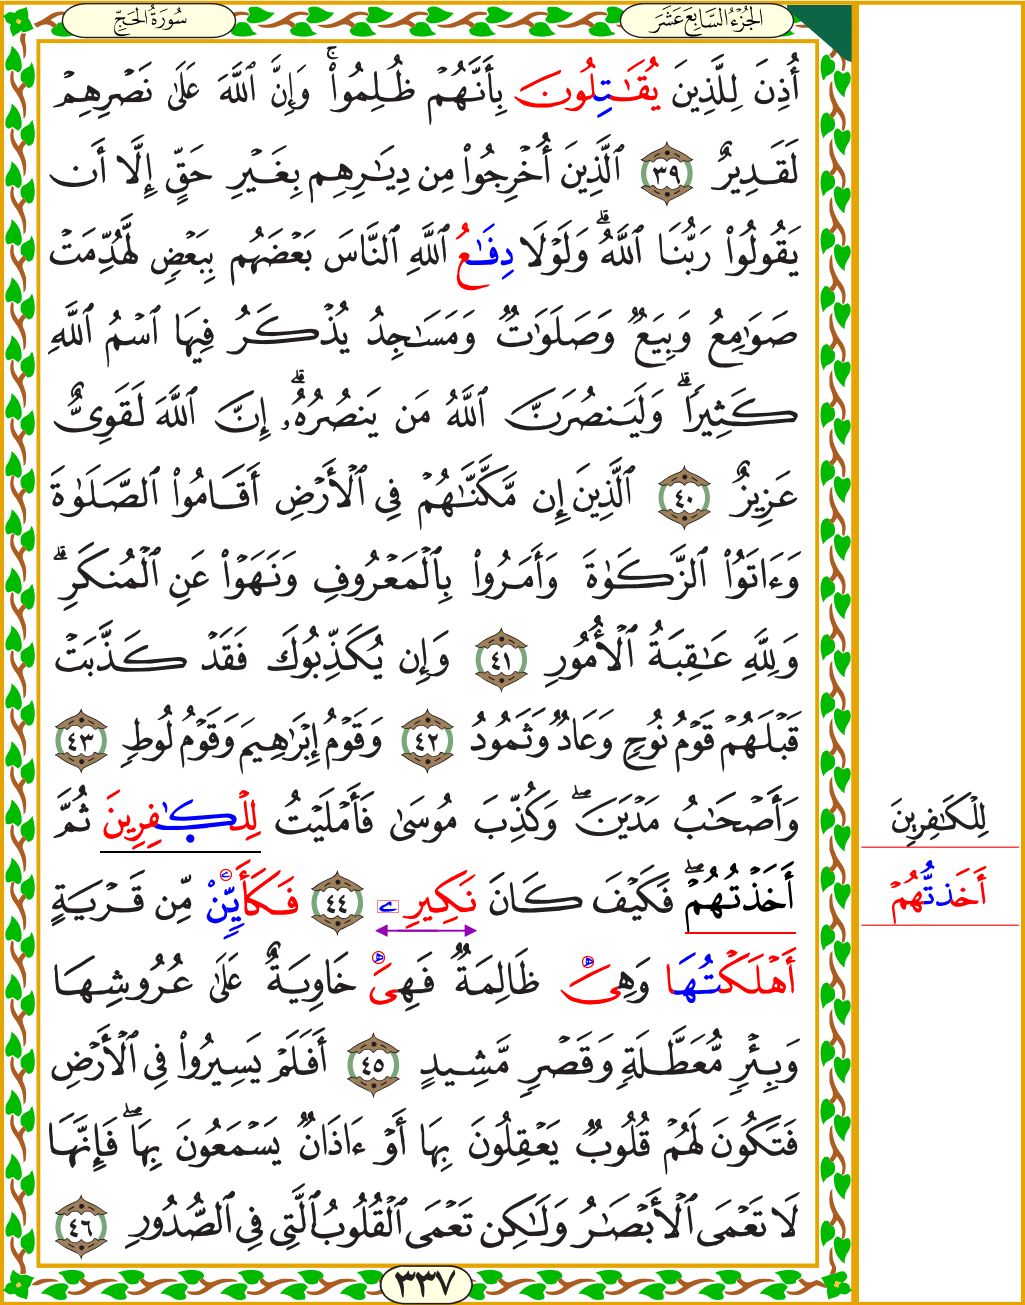 سُورَةُ الحَجِّ
الجُزْءُ السَّابِعَ عَشَرَ
أُذِنَ لِلَّذِينَ يُقَـٰتِلُونَ بِأَنَّهُمْ ظُلِمُواْۚ وَإِنَّ ٱللَّهَ عَلَىٰ نَصْرِهِمْ
لَقَدِيرٌ ٣٩ ٱلَّذِينَ أُخْرِجُواْ مِن دِيَـٰرِهِم بِغَيْرِ حَقٍّ إِلَّا أَن
يَقُولُواْ رَبُّنَا ٱللَّهُۗ وَلَوْلَا دِفَـٰعُ ٱللَّهِ ٱلنَّاسَ بَعْضَهُم بِبَعْضٍ لَّهُدِّمَتْ
صَوَٰمِعُ وَبِيَعٌ وَصَلَوَٰتٌ وَمَسَـٰجِدُ يُذْكَرُ فِيهَا ٱسْمُ ٱللَّهِ
كَثِيرًاۗ وَلَيَنصُرَنَّ ٱللَّهُ مَن يَنصُرُهُۥۗ إِنَّ ٱللَّهَ لَقَوِىٌّ
عَزِيزٌ ٤٠ ٱلَّذِينَ إِن مَّكَّنَّـٰهُمْ فِي ٱلْأَرْضِ أَقَامُواْ ٱلصَّلَوٰةَ
وَءَاتَوُاْ ٱلزَّكَوٰةَ وَأَمَرُواْ بِٱلْمَعْرُوفِ وَنَهَوْاْ عَنِ ٱلْمُنكَرِۗ
وَلِلَّهِ عَـٰقِبَةُ ٱلْأُمُورِ ٤١ وَإِن يُكَذِّبُوكَ فَقَدْ كَذَّبَتْ
قَبْلَهُمْ قَوْمُ نُوحٍ وَعَادٌ وَثَمُودُ ٤٢ وَقَوْمُ إِبْرَٰهِيمَ وَقَوْمُ لُوطٍ ٤٣
وَأَصْحَـٰبُ مَدْيَنَۖ وَكُذِّبَ مُوسَىٰ فَأَمْلَيْتُ لِلْكَـٰفِرِينَ ثُمَّ
أَخَذْتُهُمْۖ فَكَيْفَ كَانَ نَكِيرِ ے ٤٤ فَكَأَيِّنْ مِّن قَرْيَةٍ
أَهْلَكْتُهَا وَهِىَ ظَالِمَةٌ فَهِىَ خَاوِيَةٌ عَلَىٰ عُرُوشِهَا
وَبِئْرٍ مُّعَطَّلَةٍ وَقَصْرٍ مَّشِيدٍ ٤٥ أَفَلَمْ يَسِيرُواْ فِي ٱلْأَرْضِ
فَتَكُونَ لَهُمْ قُلُوبٌ يَعْقِلُونَ بِهَا أَوْ ءَاذَانٌ يَسْمَعُونَ بِهَاۖ فَإِنَّهَا
لَا تَعْمَى ٱلْأَبْصَـٰرُ وَلَـٰكِن تَعْمَى ٱلْقُلُوبُ ٱلَّتِي فِي ٱلصُّدُورِ ٤٦
٣٣٧
لِلْكَـٰفِرِينَ
أَخَذتُّهُمْ